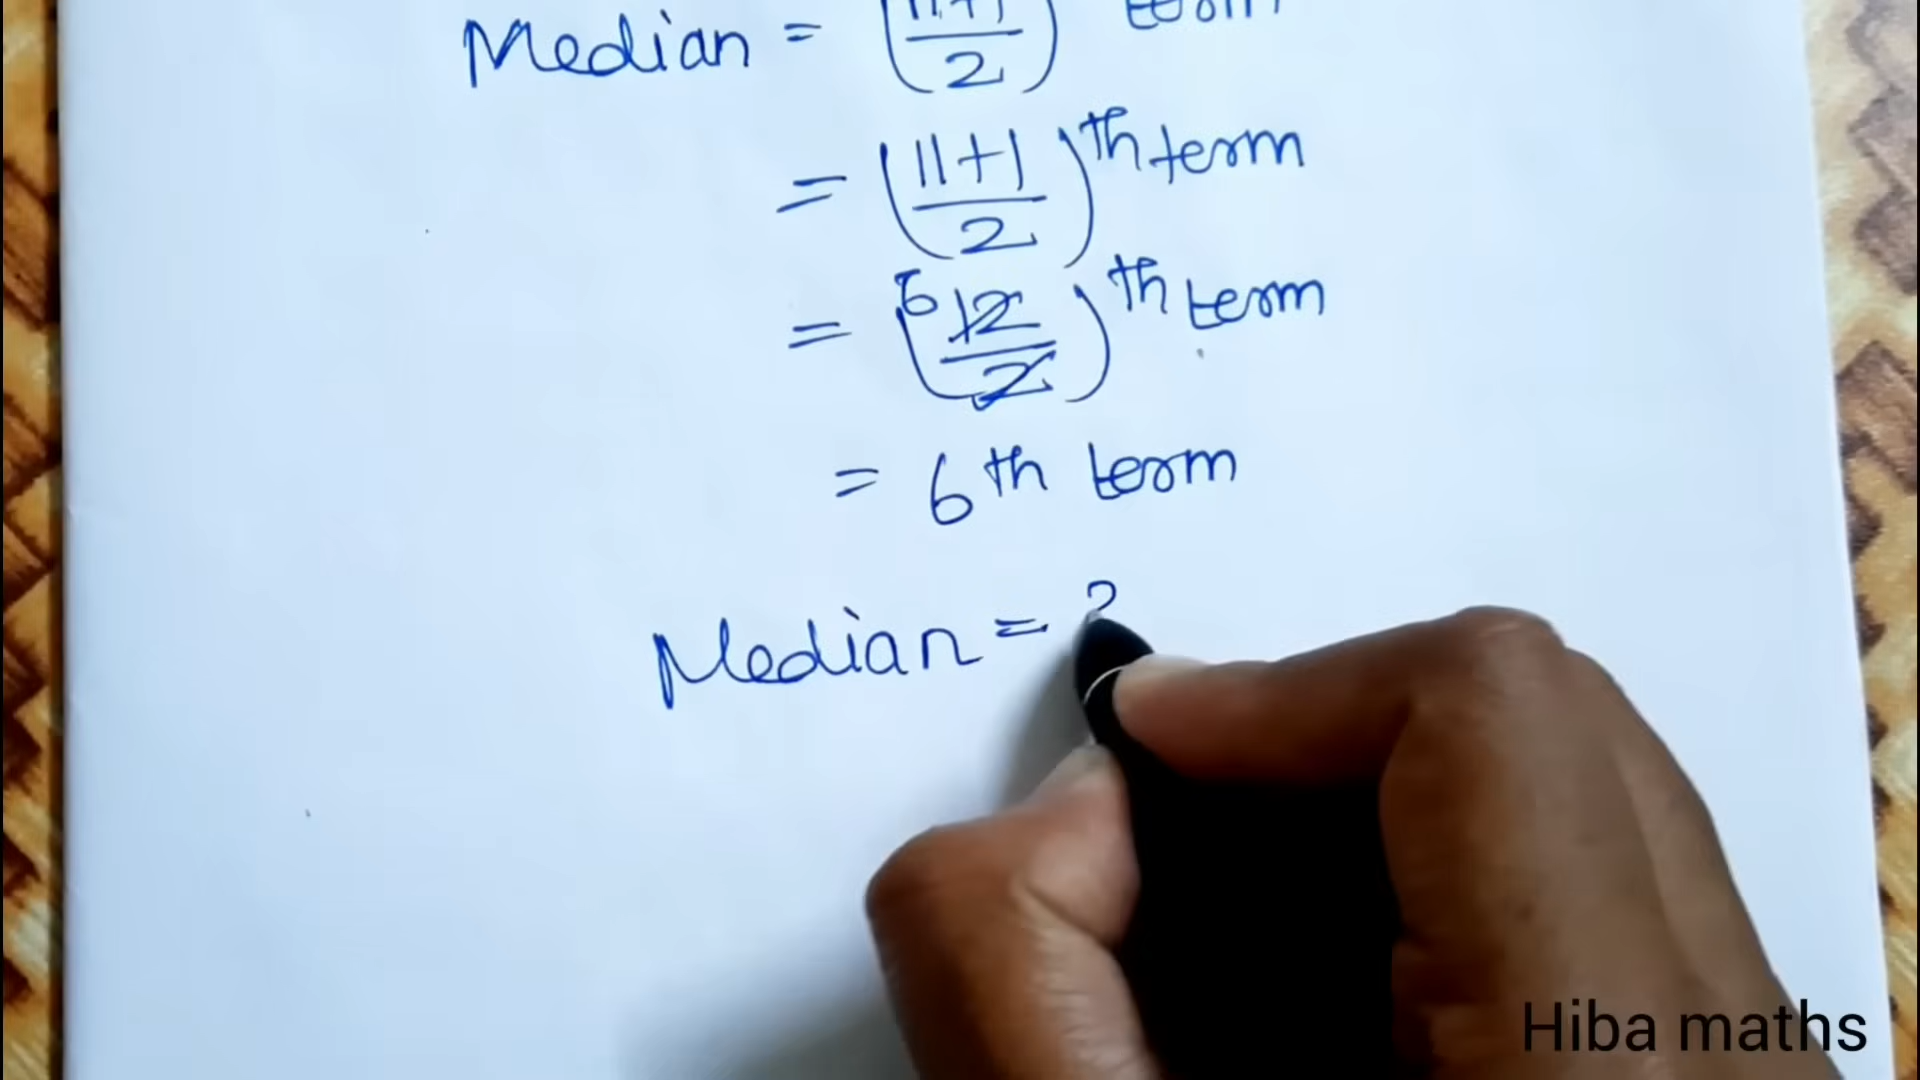 Median = (11+1/2) term
= (11+1/2)th term
= (6 12/2)th term
= 6th term
Median =
Hiba maths